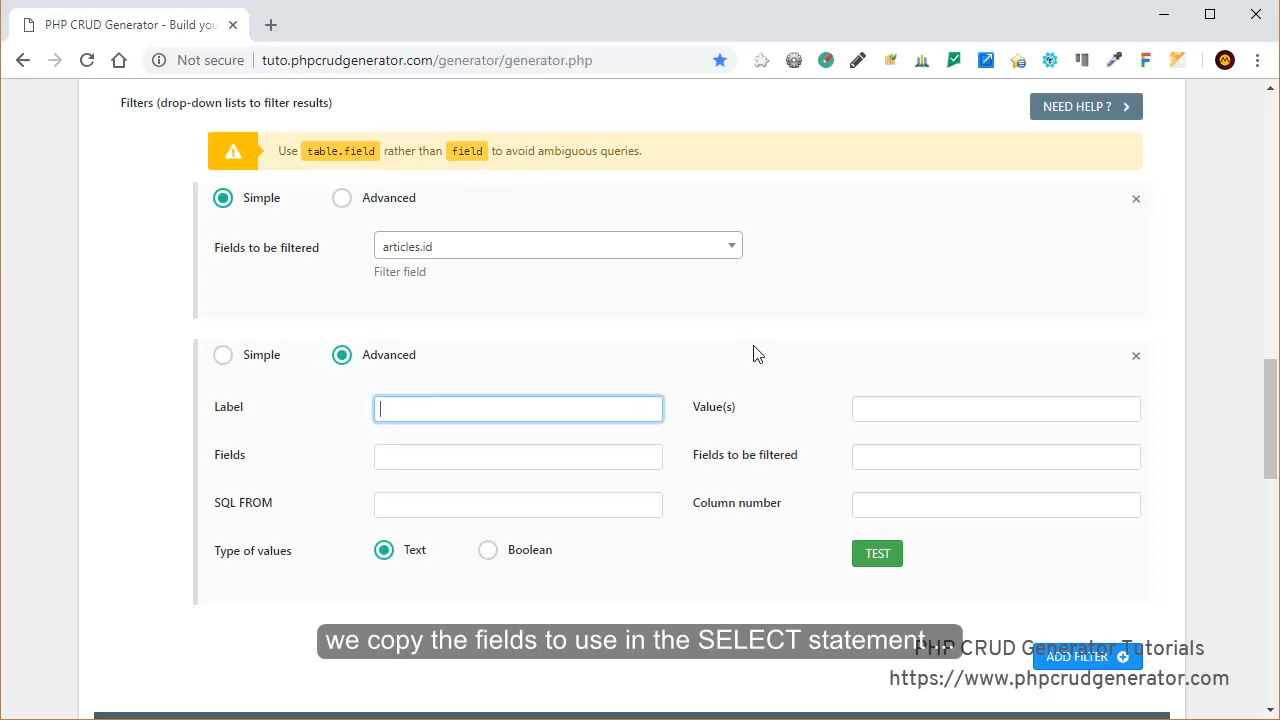 PHP CRUD Generator - Build you
Not secure
tuto.phpcrudgenerator.com/generator/generator.php
Filters (drop-down lists to filter results)
NEED HELP ?
Use table.field rather than field to avoid ambiguous queries.
Simple
Advanced
Fields to be filtered
articles.id
Filter field
Simple
Advanced
Label
Value(s)
Fields
Fields to be filtered
SQL FROM
Column number
Type of values
Text
Boolean
TEST
we copy the fields to use in the SELECT statement...
PHP CRUD Generator Tutorials
ADD FILTER
https://www.phpcrudgenerator.com